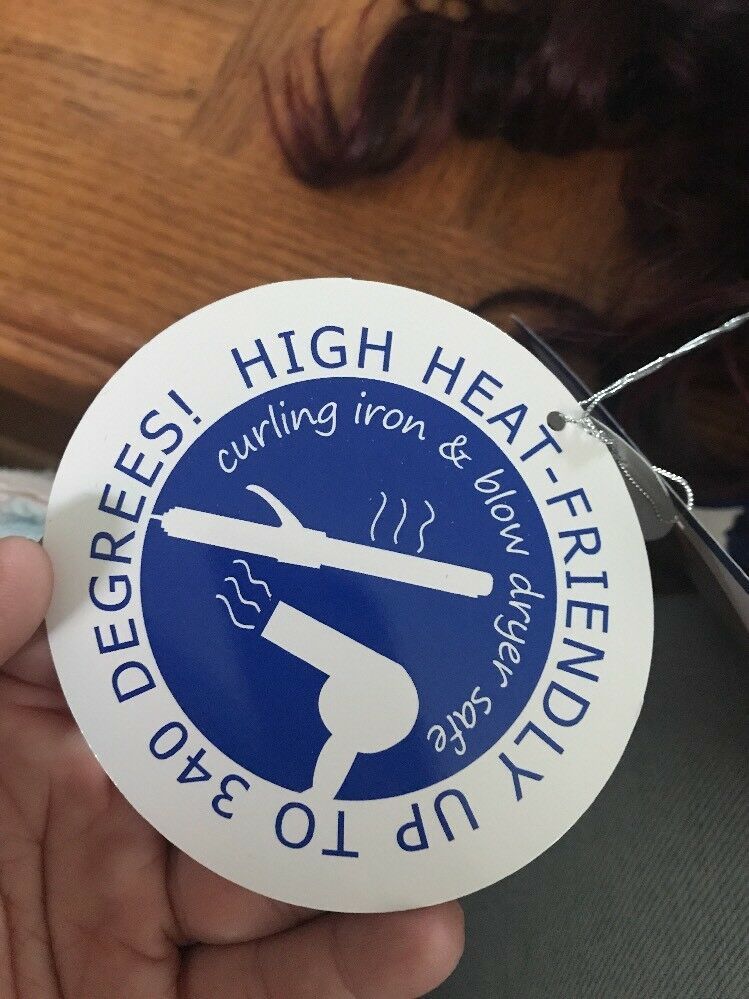 HIGH HEAT-FRIENDLY UP TO 340 DEGREES!
curling iron & blow dryer safe